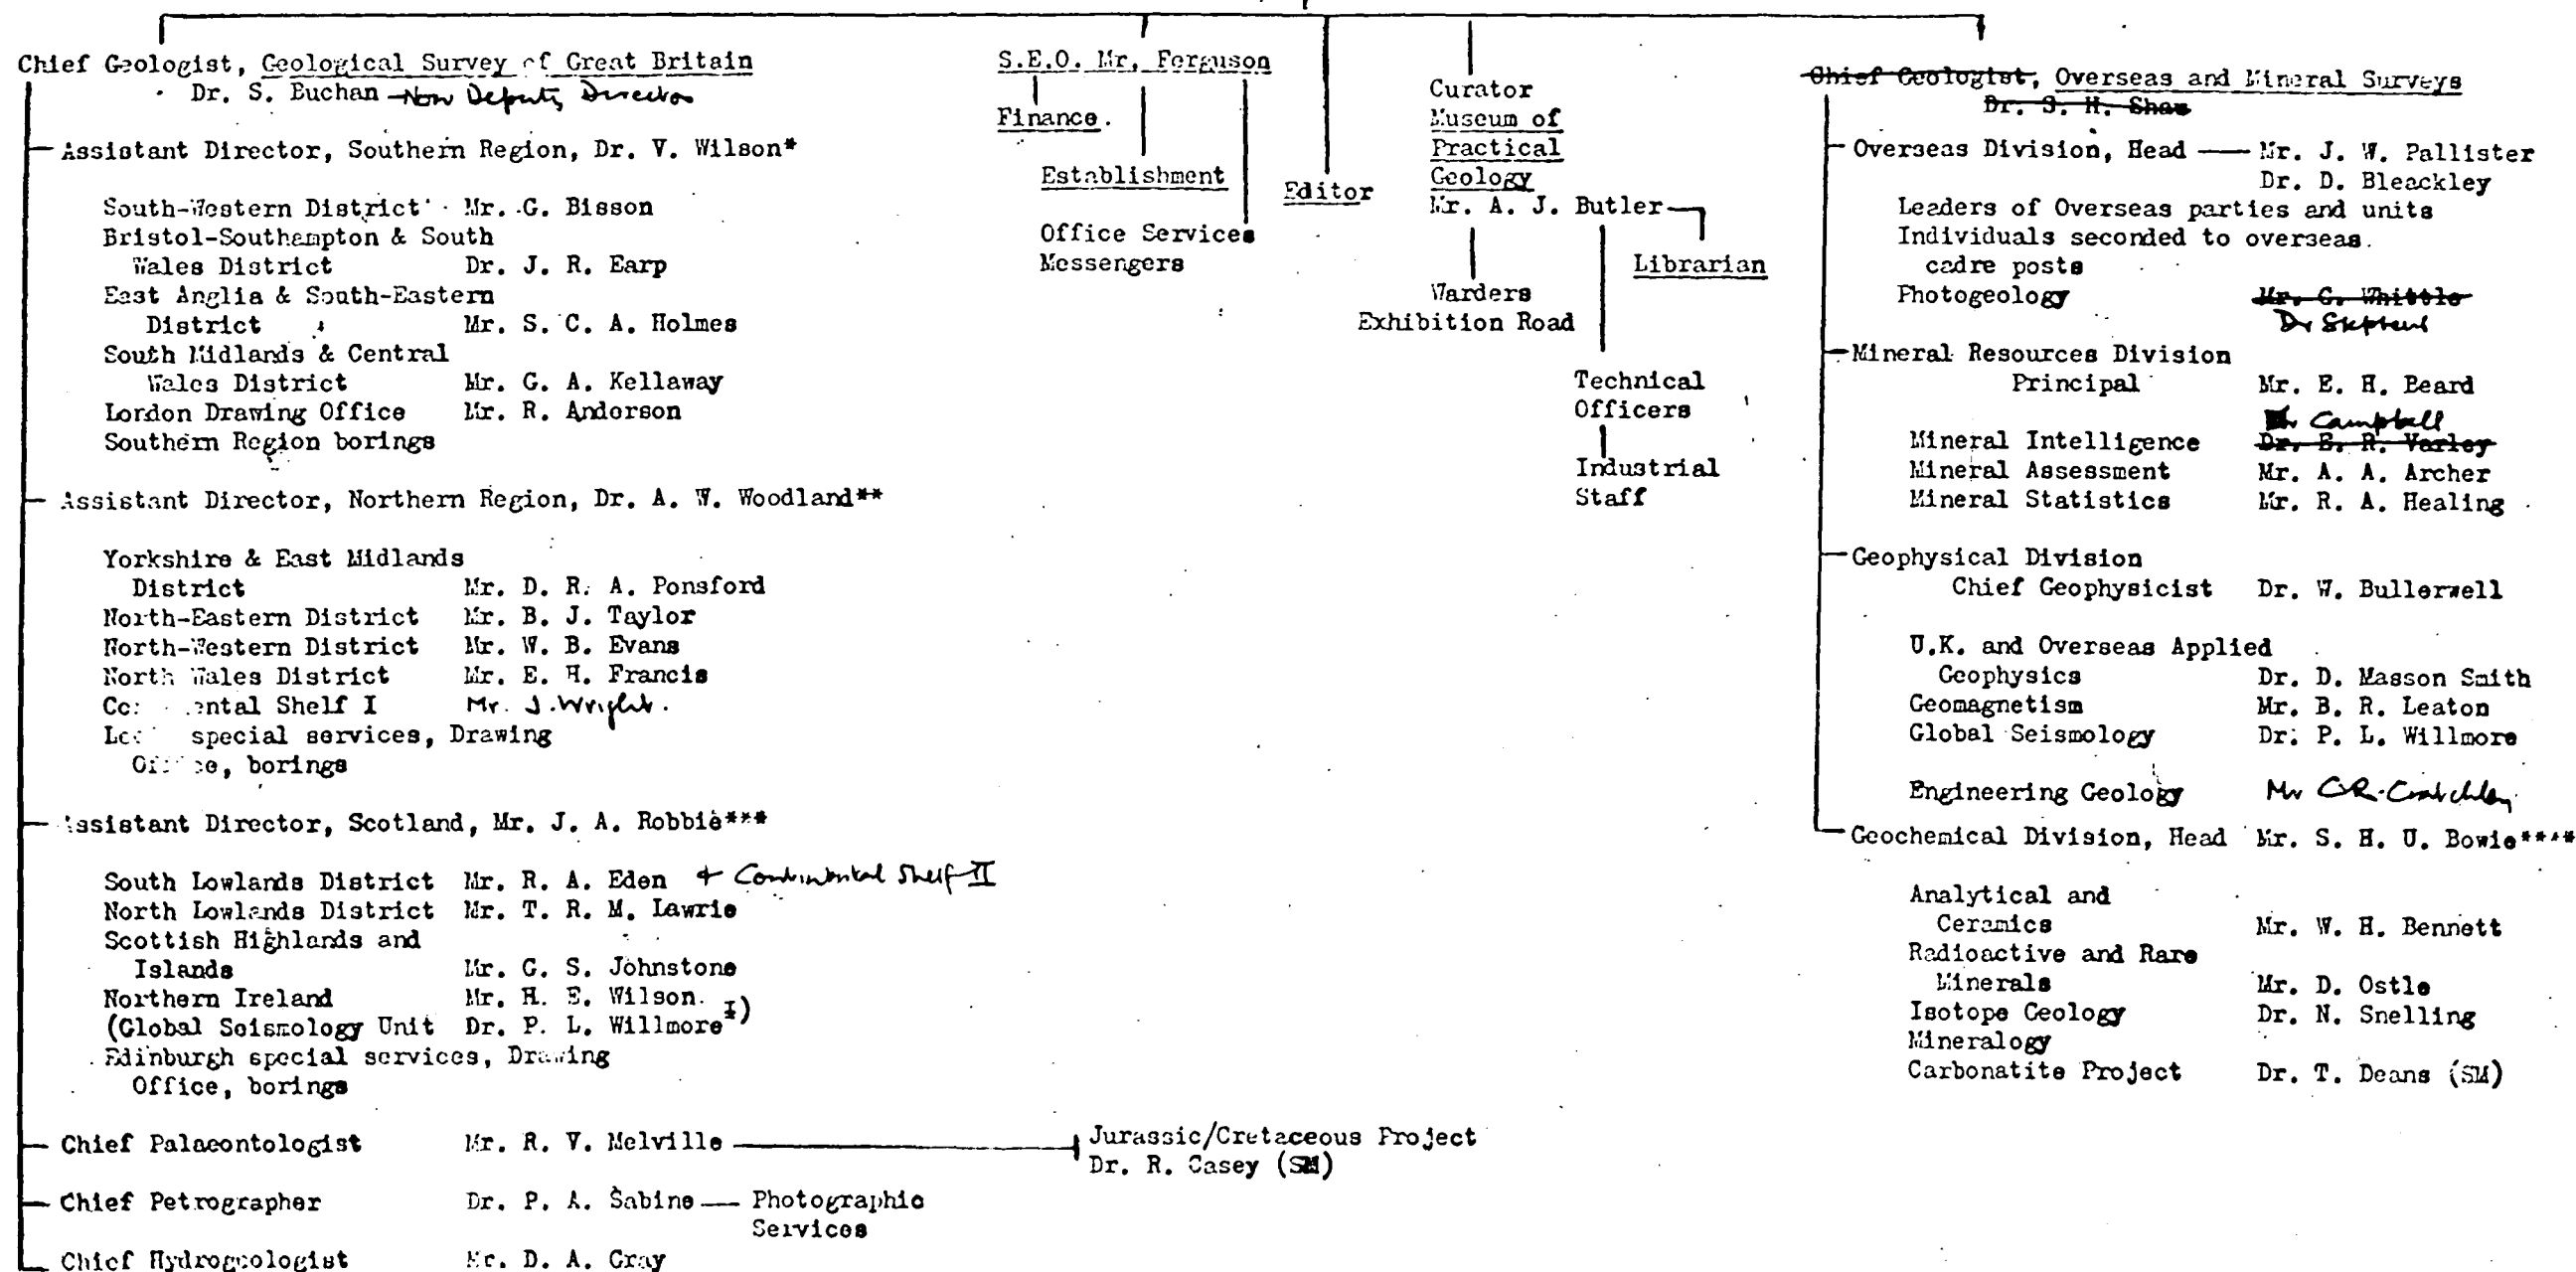 Chief Geologist, Geological Survey of Great Britain
Dr. S. Buchan Now Deputy Director
Assistant Director, Southern Region, Dr. V. Wilson*
South-Western District Mr. G. Bisson
Bristol-Southampton & South
Wales District Dr. J. R. Earp
East Anglia & South-Eastern
District Mr. S. C. A. Holmes
South Midlands & Central
Wales District Mr. G. A. Kellaway
London Drawing Office Mr. R. Anderson
Southern Region borings
Assistant Director, Northern Region, Dr. A. W. Woodland**
Yorkshire & East Midlands
District Mr. D. R. A. Ponsford
North-Eastern District Mr. B. J. Taylor
North-Western District Mr. W. B. Evans
North Wales District Mr. E. H. Francis
Shelf I Mr. J. Wright.
special services, Drawing
Office, borings
Assistant Director, Scotland, Mr. J. A. Robbie***
South Lowlands District Mr. R. A. Eden + Continental Shelf II
North Lowlands District Mr. T. R. M. Lawrie
Scottish Highlands and
Islands Mr. G. S. Johnstone
Northern Ireland Mr. H. E. Wilson.
(Global Seismology Unit Dr. P. L. Willmore I)
Edinburgh special services, Drawing
Office, borings
Chief Palaeontologist Mr. R. V. Melville
Jurassic/Cretaceous Project
Dr. R. Casey (SM)
Chief Petrographer Dr. P. A. Sabine
Photographic
Services
Chief Hydrogeologist Mr. D. A. Gray
S.E.O. Mr. Ferguson
Finance.
Establishment
Office Services
Messengers
Editor
Curator
Museum of
Practical
Geology
Mr. A. J. Butler
Librarian
Warders
Exhibition Road
Technical
Officers
Industrial
Staff
Chief Geologist, Overseas and Mineral Surveys
Dr. S. H. Shaw
Overseas Division, Head Mr. J. W. Pallister
Dr. D. Bleackley
Leaders of Overseas parties and units
Individuals seconded to overseas.
cadre posts
Photogeology Mr. G. Whittle
Dr Stephens
Mineral Resources Division
Principal Mr. E. H. Beard
Campbell
Mineral Intelligence Dr. E. R. Varley
Mineral Assessment Mr. A. A. Archer
Mineral Statistics Mr. R. A. Healing
Geophysical Division
Chief Geophysicist Dr. W. Bullerwell
U.K. and Overseas Applied
Geophysics Dr. D. Masson Smith
Geomagnetism Mr. B. R. Leaton
Global Seismology Dr. P. L. Willmore
Engineering Geology Mr C.R. Cratchley
Geochemical Division, Head Mr. S. H. U. Bowie****
Analytical and
Ceramics Mr. W. H. Bennett
Radioactive and Rare
Minerals Mr. D. Ostle
Isotope Geology Dr. N. Snelling
Mineralogy
Carbonatite Project Dr. T. Deans (SM)